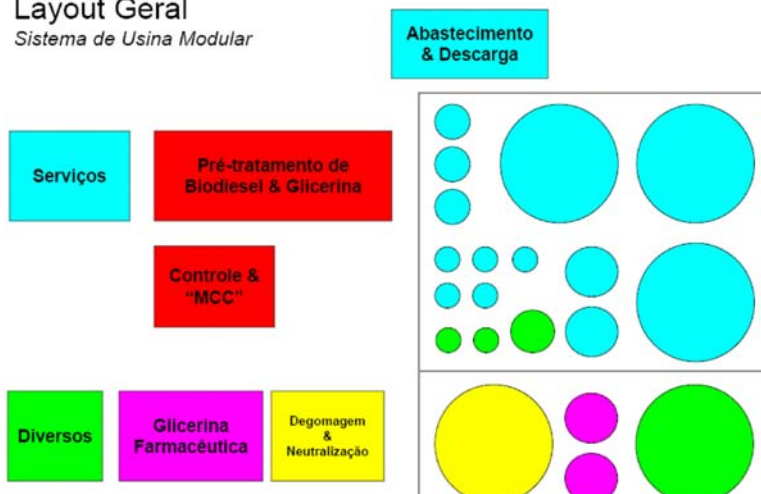 Layout Geral
Sistema de Usina Modular
Abastecimento
& Descarga
Serviços
Pré-tratamento de
Biodiesel & Glicerina
Controle &
“MCC”
Diversos
Glicerina
Farmacéutica
Degomagem
&
Neutralização